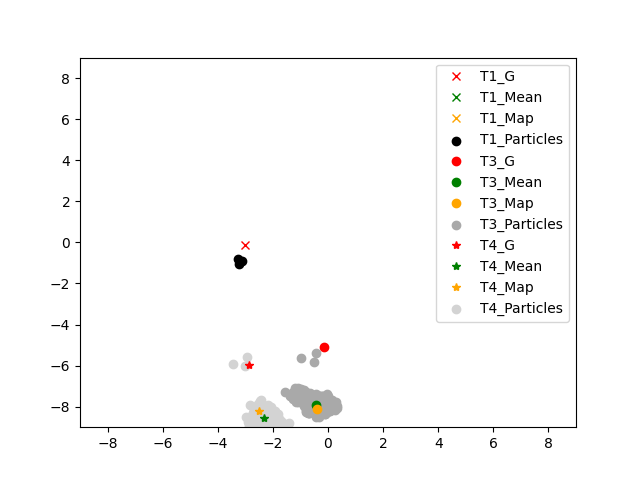 8
6
4
2
0
−2
−4
−6
−8
−8
−6
−4
−2
0
2
4
6
8
T1_G
T1_Mean
T1_Map
T1_Particles
T3_G
T3_Mean
T3_Map
T3_Particles
T4_G
T4_Mean
T4_Map
T4_Particles